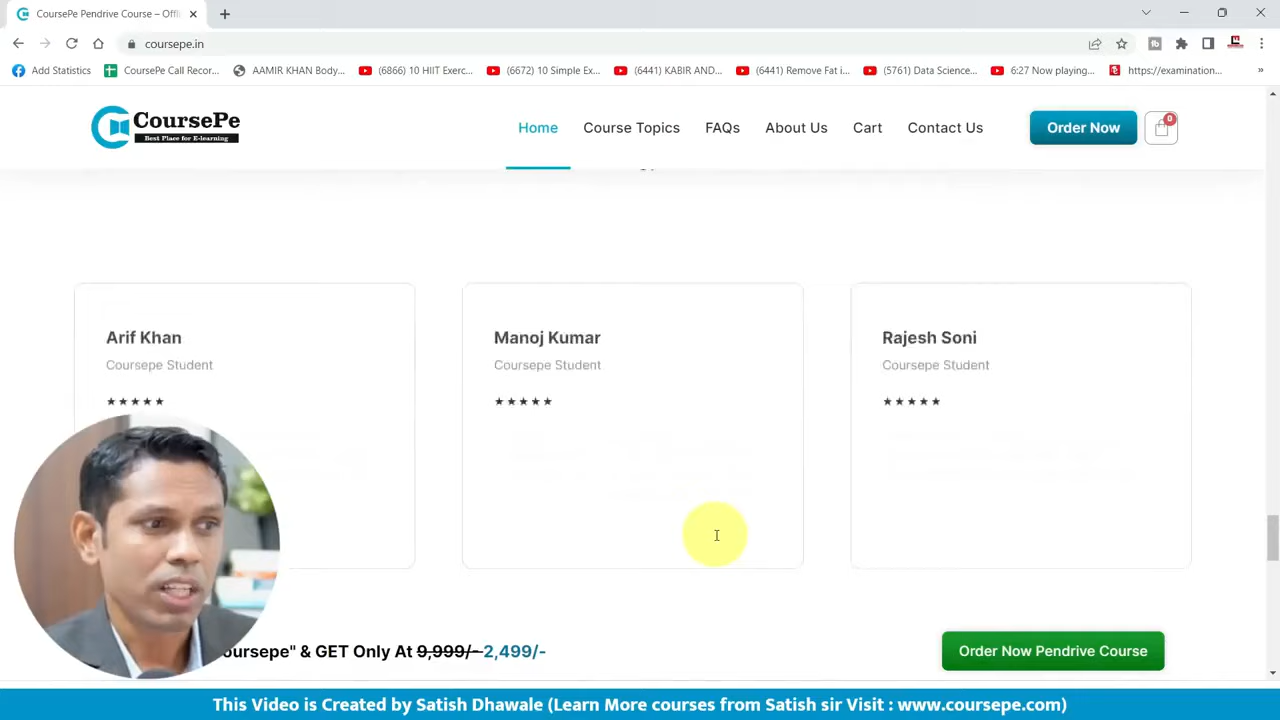 CoursePe Pendrive Course – Offi
coursepe.in
Add Statistics
CoursePe Call Recor...
AAMIR KHAN Body...
(6866) 10 HIIT Exerc...
(6672) 10 Simple Ex...
(6441) KABIR AND...
(6441) Remove Fat i...
(5761) Data Science...
6:27 Now playing...
https://examination...
»
CoursePe
Best Place for E-learning
Home
Course Topics
FAQs
About Us
Cart
Contact Us
Order Now
0
Arif Khan
Coursepe Student
★★★★★
Manoj Kumar
Coursepe Student
★★★★★
Rajesh Soni
Coursepe Student
★★★★★
oursepe" & GET Only At 9,999/- 2,499/-
Order Now Pendrive Course
This Video is Created by Satish Dhawale (Learn More courses from Satish sir Visit : www.coursepe.com)